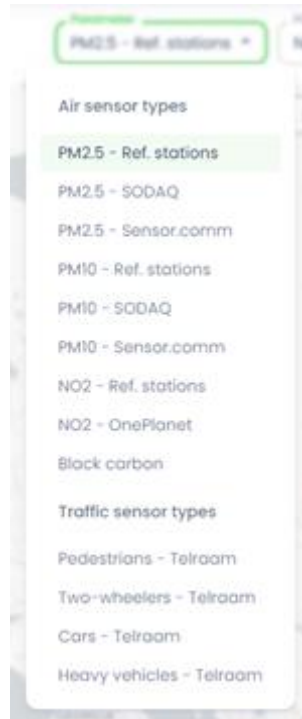 Parameter
PM2.5 - Ref. stations
Air sensor types
PM2.5 - Ref. stations
PM2.5 - SODAQ
PM2.5 - Sensor.comm
PM10 - Ref. stations
PM10 - SODAQ
PM10 - Sensor.comm
NO2 - Ref. stations
NO2 - OnePlanet
Black carbon
Traffic sensor types
Pedestrians - Telraam
Two-wheelers - Telraam
Cars - Telraam
Heavy vehicles - Telraam